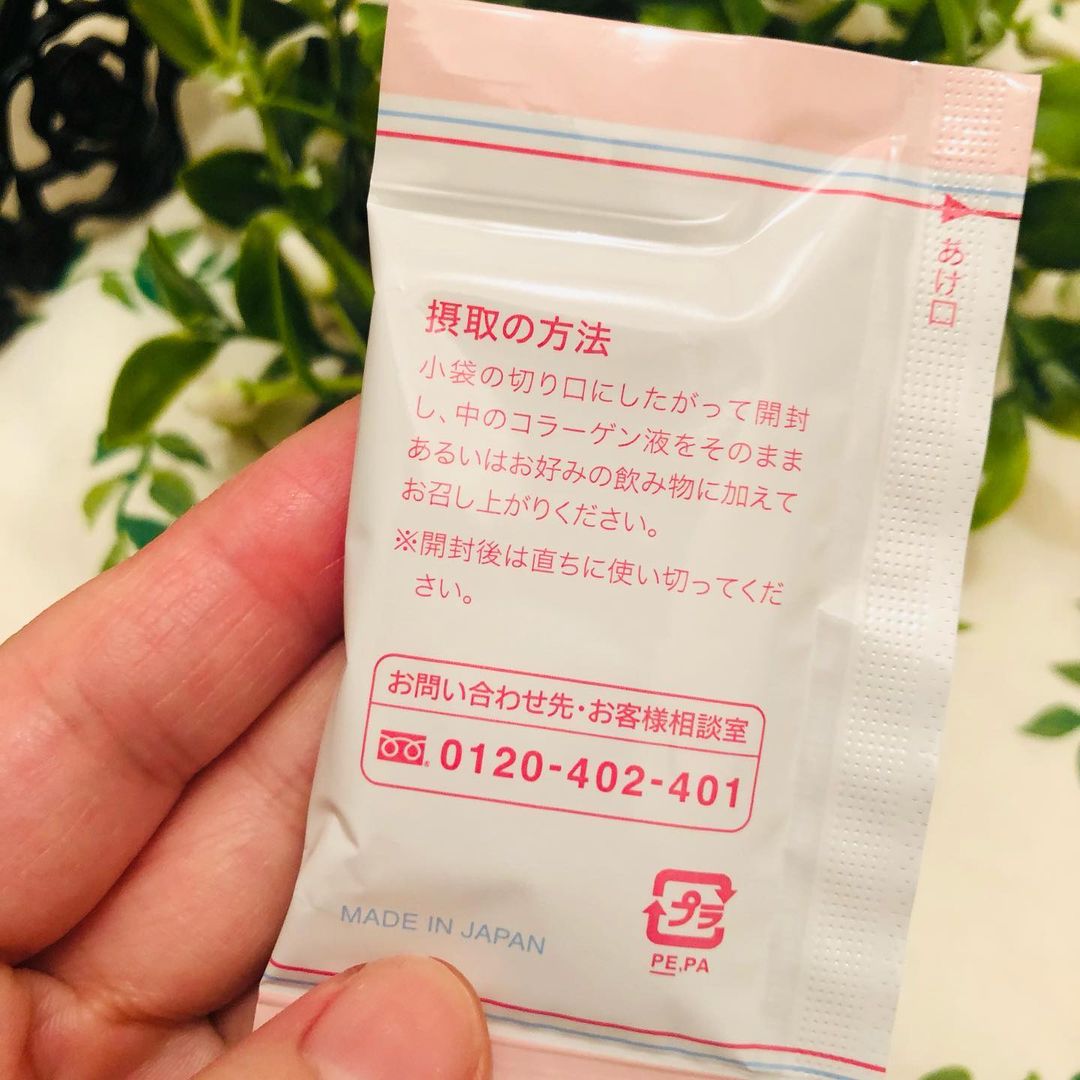 あけ口
摂取の方法
小袋の切り口にしたがって開封
し、中のコラーゲン液をそのまま
あるいはお好みの飲み物に加えて
お召し上がりください。
※開封後は直ちに使い切ってくだ
さい。
お問い合わせ先・お客様相談室
0120-402-401
プラ
MADE IN JAPAN
PE,PA